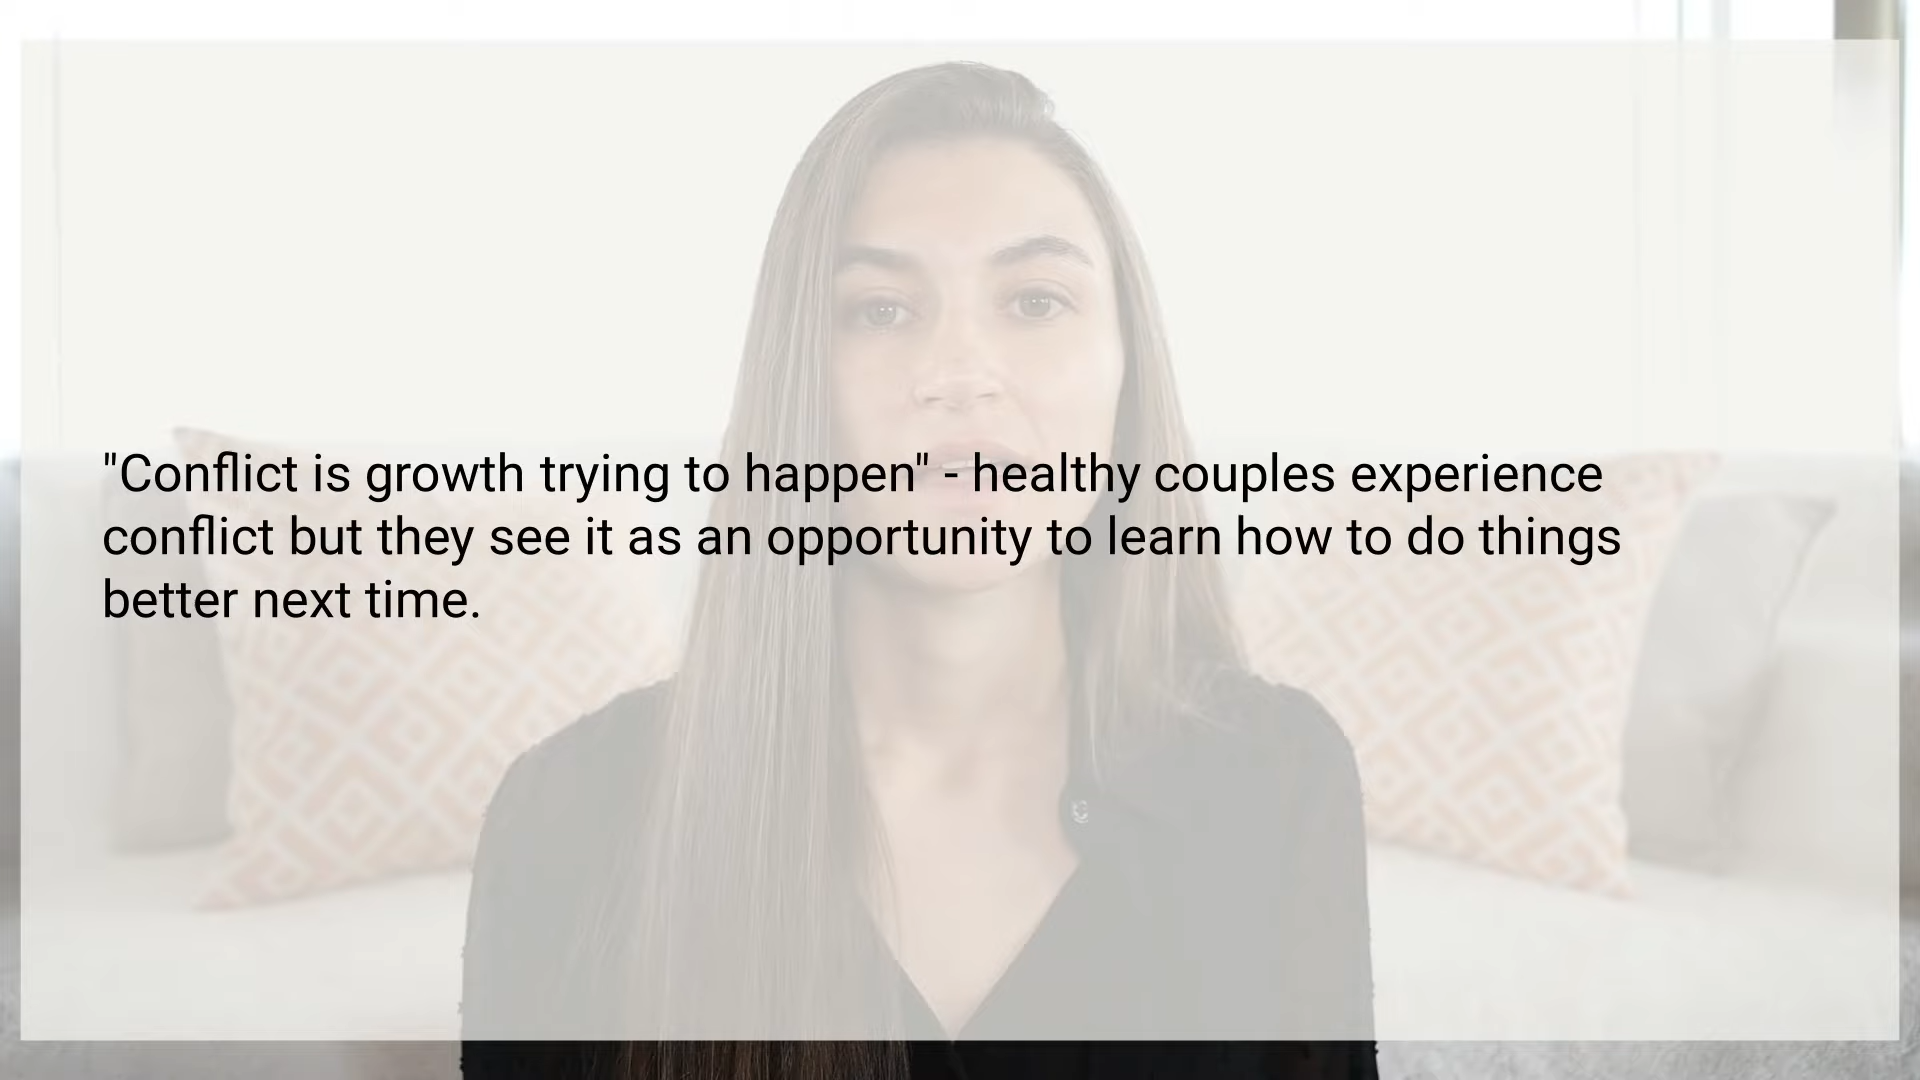 "Conflict is growth trying to happen" - healthy couples experience
conflict but they see it as an opportunity to learn how to do things
better next time.